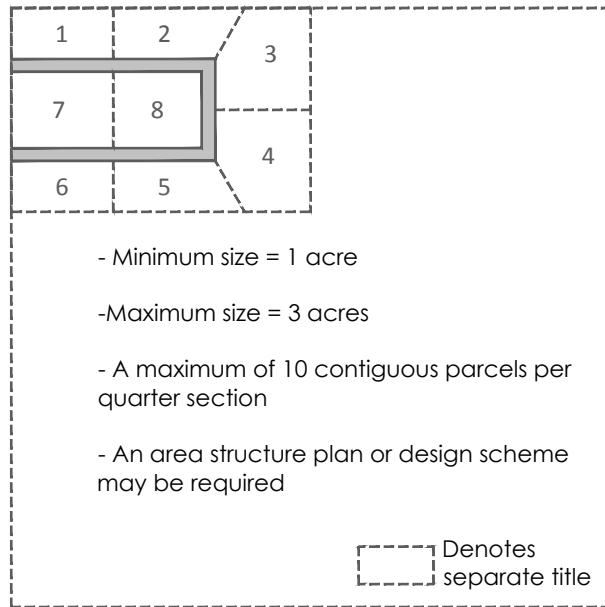 1 2
3
7 8
4
6 5
- Minimum size = 1 acre
-Maximum size = 3 acres
- A maximum of 10 contiguous parcels per
quarter section
- An area structure plan or design scheme
may be required
Denotes
separate title